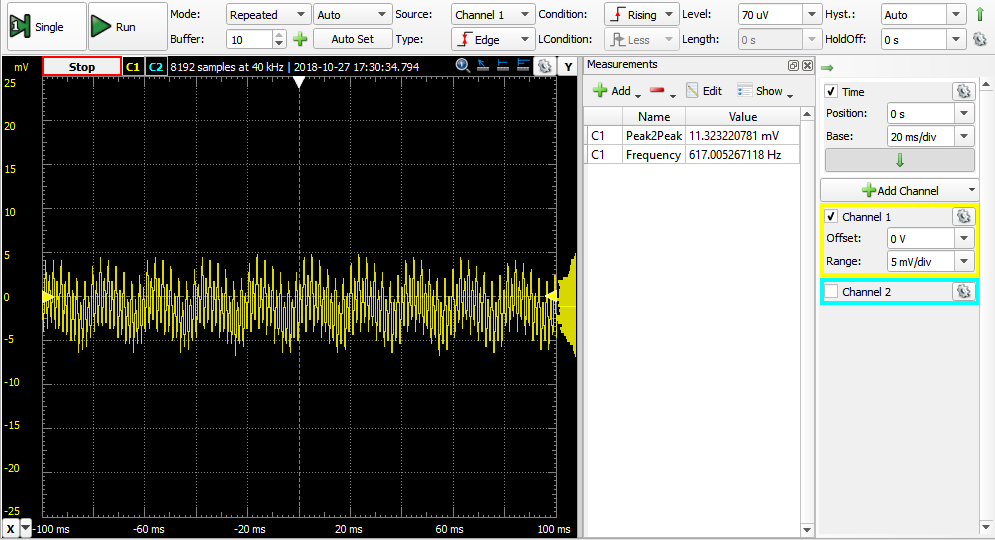 Single
Run
Mode: Repeated Auto Source: Channel 1 Condition: Rising Level: 70 uV Hyst.: Auto
Buffer: 10 Auto Set Type: Edge LCondition: Less Length: 0 s HoldOff: 0 s
mV Stop C1 C2 8192 samples at 40 kHz | 2018-10-27 17:30:34.794 Y
25
20
15
10
5
0
-5
-10
-15
-20
-25
X -100 ms -60 ms -20 ms 20 ms 60 ms 100 ms
Measurements
Add Edit Show
Name Value
C1 Peak2Peak 11.323220781 mV
C1 Frequency 617.005267118 Hz
Time
Position: 0 s
Base: 20 ms/div
Add Channel
Channel 1
Offset: 0 V
Range: 5 mV/div
Channel 2